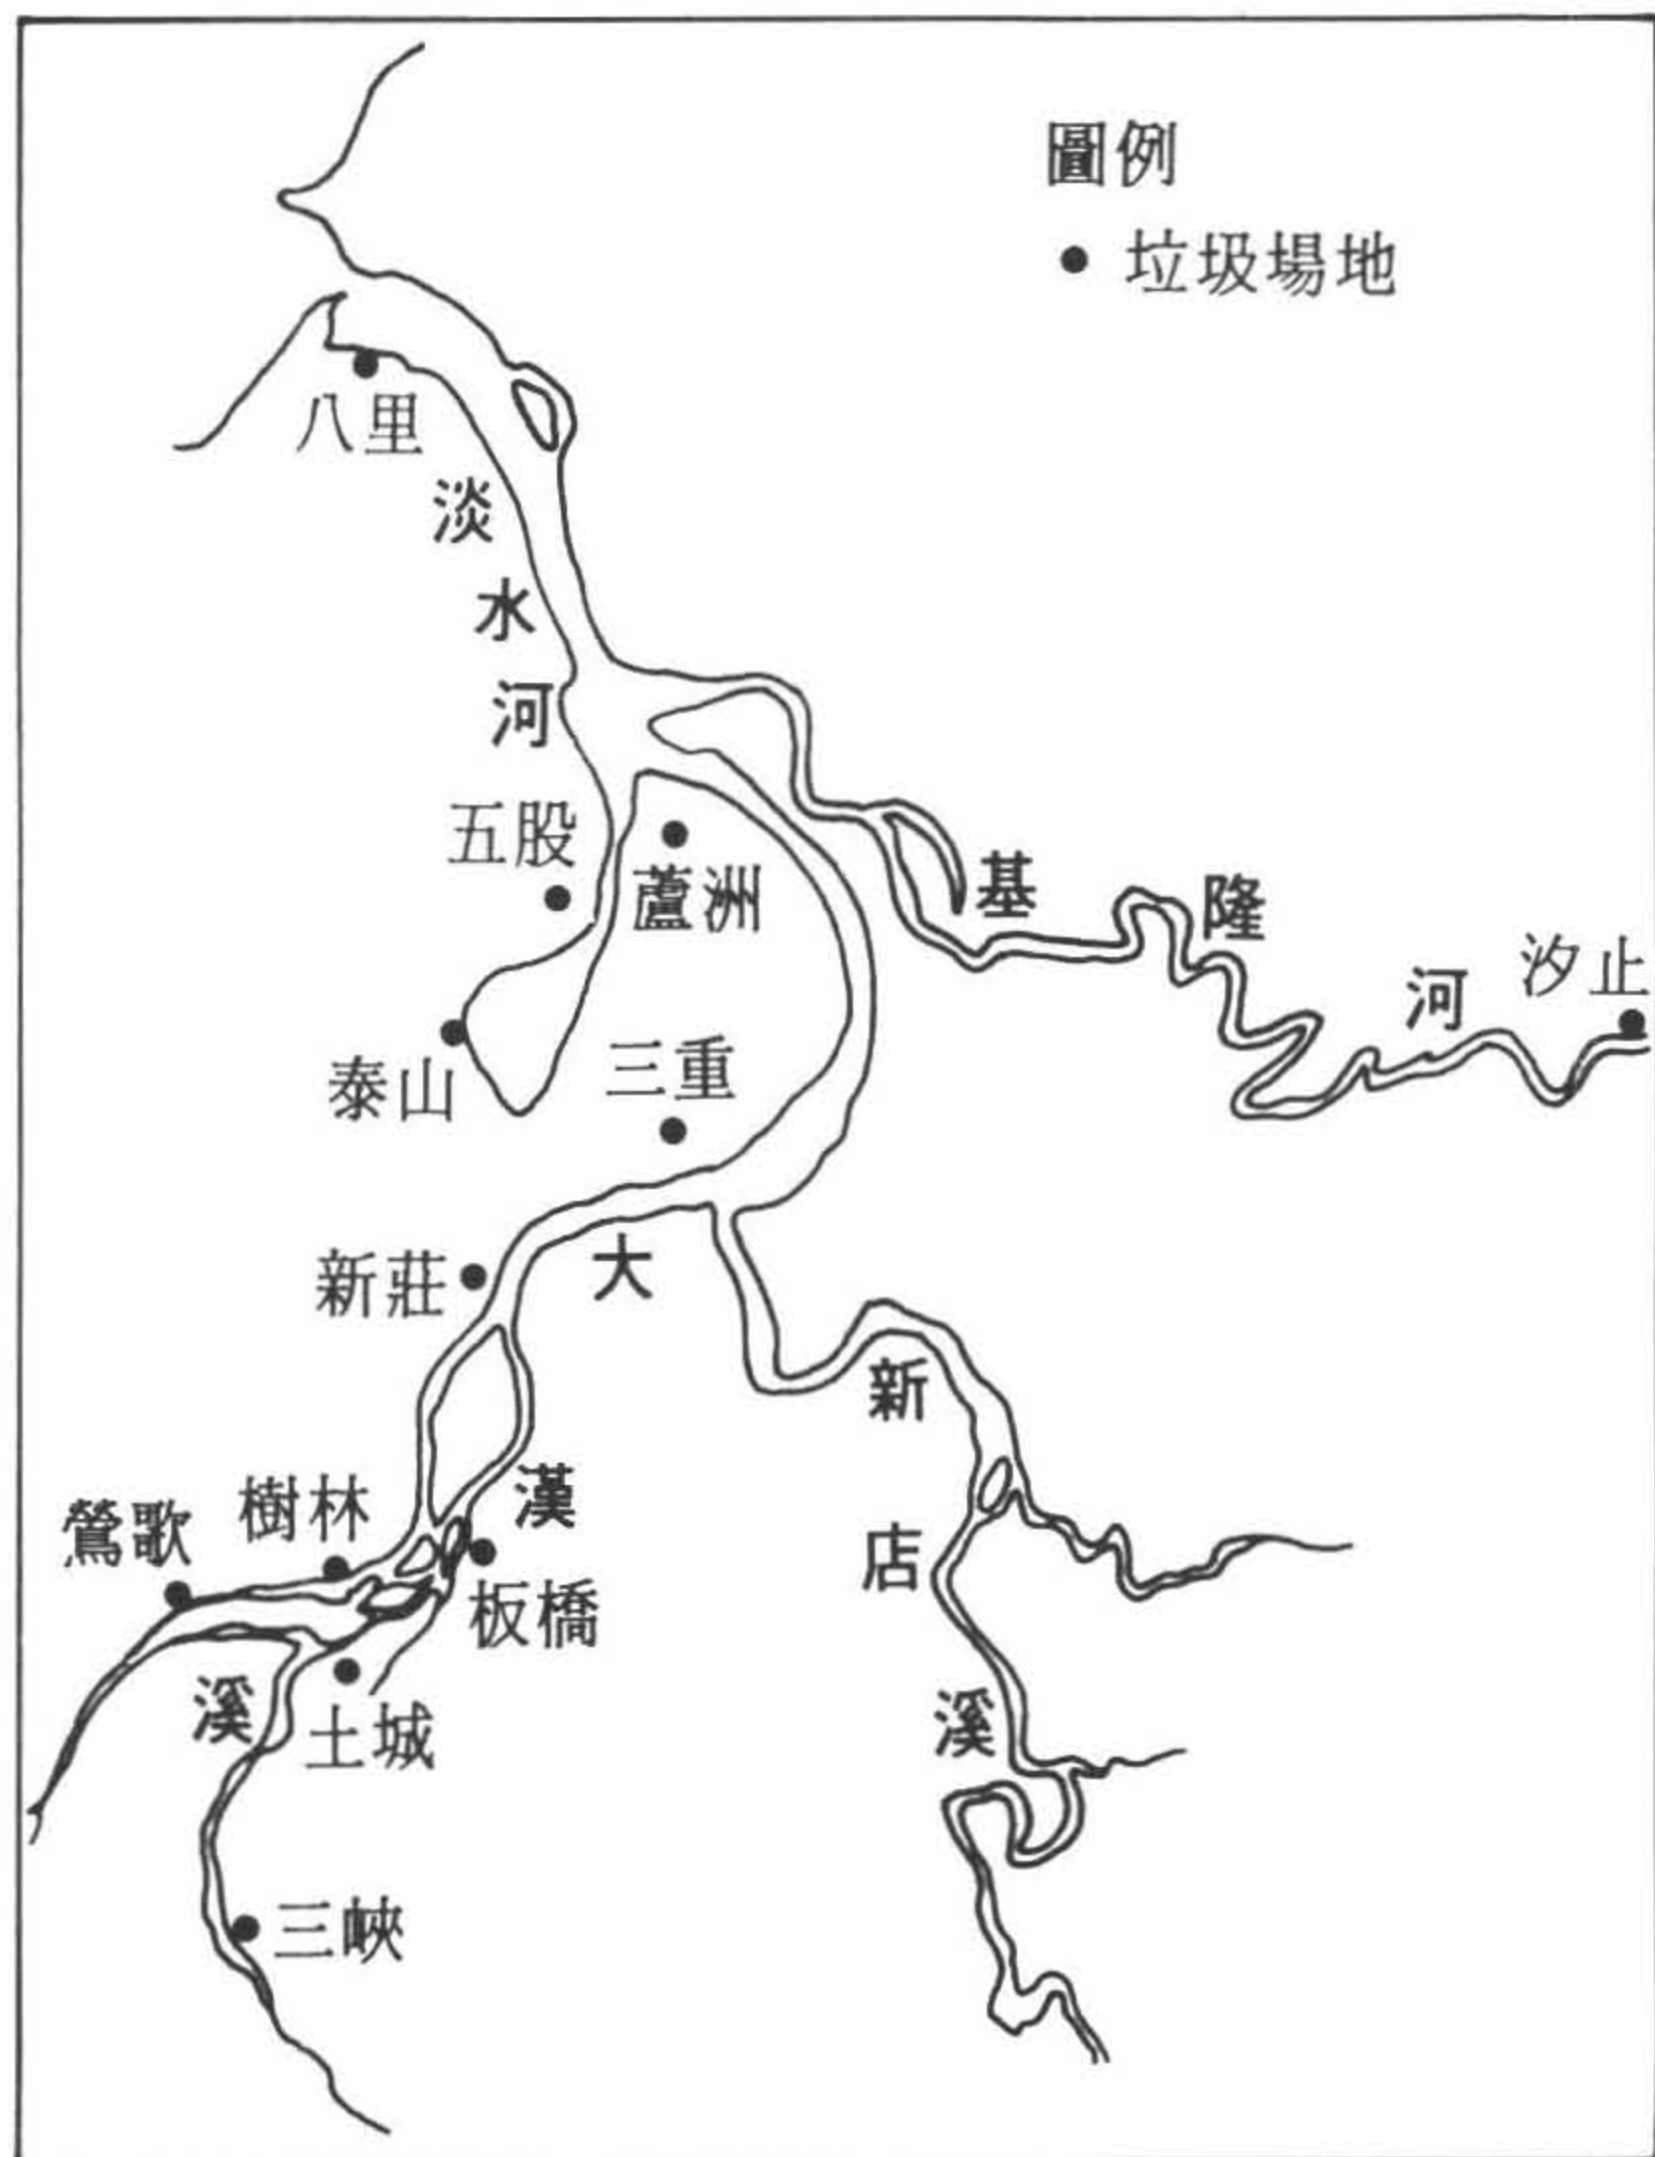 圖例
垃圾場地
八里
淡水河
五股
蘆洲
基隆河
汐止
泰山
三重
新莊
大漢溪
新店溪
樹林
鶯歌
板橋
土城
三峽